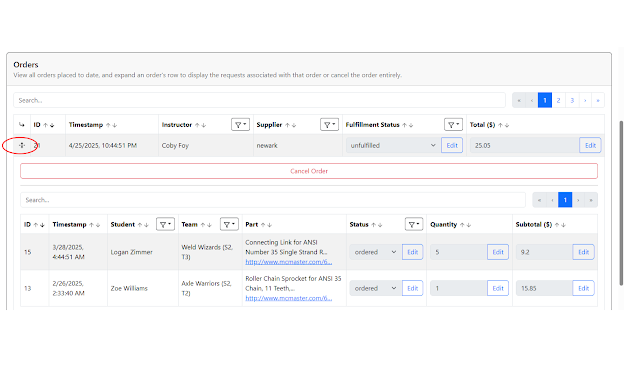 Orders
View all orders placed to date, and expand an order's row to display the requests associated with that order or cancel the order entirely.
Search... « ‹ 1 2 3 › »
ID ↑↓ Timestamp ↑↓ Instructor ↑↓ Supplier ↑↓ Fulfillment Status ↑↓ Total ($) ↑↓
21 4/25/2025, 10:44:51 PM Coby Foy newark unfulfilled Edit 25.05 Edit
Cancel Order
Search... « ‹ 1 › »
ID ↑↓ Timestamp ↑↓ Student ↑↓ Team ↑↓ Part ↑↓ Status ↑↓ Quantity ↑↓ Subtotal ($) ↑↓
15 3/28/2025, 4:44:51 AM Logan Zimmer Weld Wizards (S2, T3) Connecting Link for ANSI Number 35 Single Strand R... http://www.mcmaster.com/6... ordered Edit 5 Edit 9.2 Edit
13 2/26/2025, 2:33:40 AM Zoe Williams Axle Warriors (S2, T2) Roller Chain Sprocket for ANSI 35 Chain, 11 Teeth,... http://www.mcmaster.com/6... ordered Edit 1 Edit 15.85 Edit